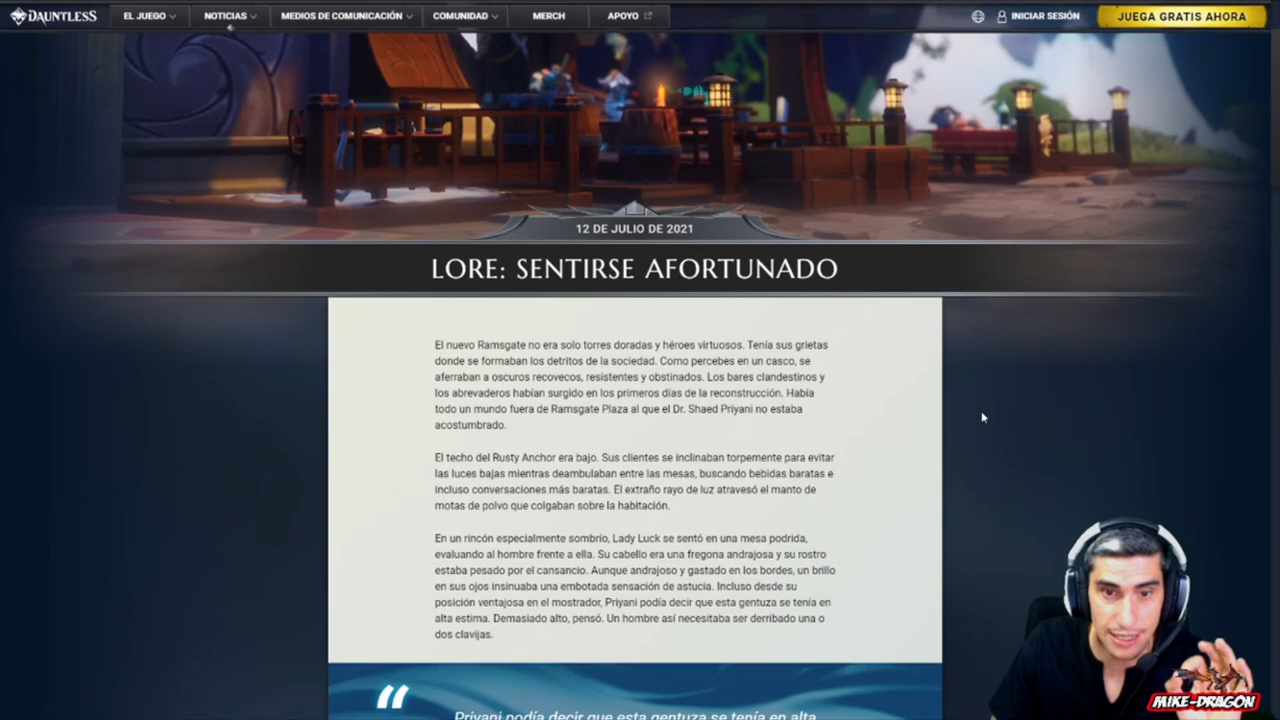 DAUNTLESS EL JUEGO NOTICIAS MEDIOS DE COMUNICACIÓN COMUNIDAD MERCH APOYO INICIAR SESIÓN JUEGA GRATIS AHORA
12 DE JULIO DE 2021
LORE: SENTIRSE AFORTUNADO
El nuevo Ramsgate no era solo torres doradas y héroes virtuosos. Tenía sus grietas
donde se formaban los detritos de la sociedad. Como percebes en un casco, se
aferraban a oscuros recovecos, resistentes y obstinados. Los bares clandestinos y
los abrevaderos habían surgido en los primeros días de la reconstrucción. Había
todo un mundo fuera de Ramsgate Plaza al que el Dr. Shaed Priyani no estaba
acostumbrado.
El techo del Rusty Anchor era bajo. Sus clientes se inclinaban torpemente para evitar
las luces bajas mientras deambulaban entre las mesas, buscando bebidas baratas e
incluso conversaciones más baratas. El extraño rayo de luz atravesó el manto de
motas de polvo que colgaban sobre la habitación.
En un rincón especialmente sombrío, Lady Luck se sentó en una mesa podrida,
evaluando al hombre frente a ella. Su cabello era una fregona andrajosa y su rostro
estaba pesado por el cansancio. Aunque andrajoso y gastado en los bordes, un brillo
en sus ojos insinuaba una embotada sensación de astucia. Incluso desde su
posición ventajosa en el mostrador, Priyani podía decir que esta gentuza se tenía en
alta estima. Demasiado alto, pensó. Un hombre así necesitaba ser derribado una o
dos clavijas.
“
Priyani podía decir que esta gentuza se tenía en alta
MIKE-DRAGON